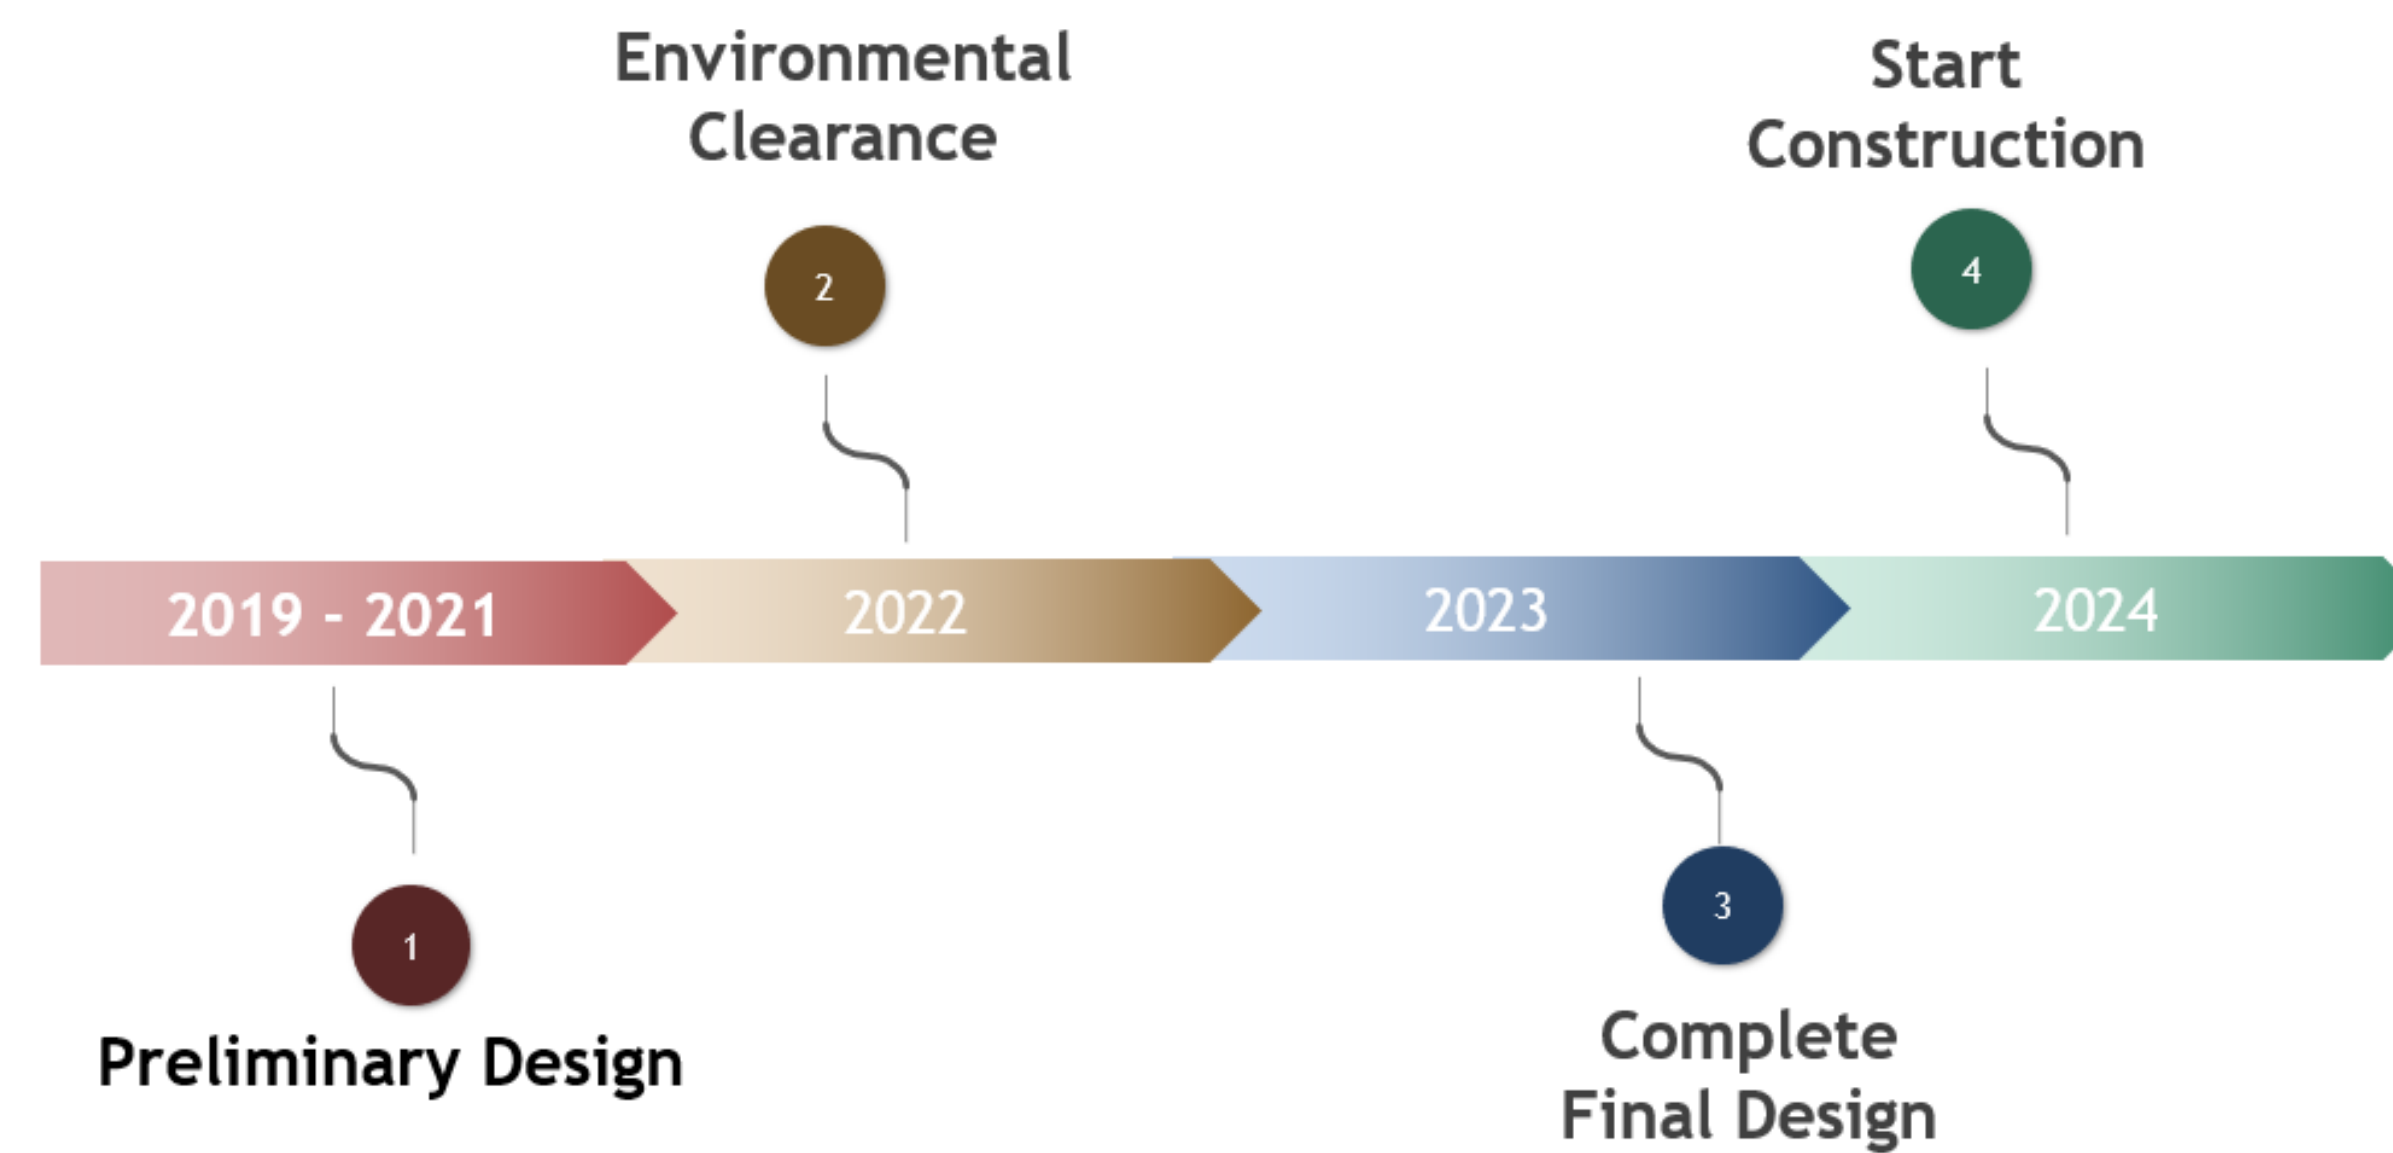 Environmental
Clearance
Start
Construction
2
4
2019 - 2021
2022
2023
2024
1
3
Preliminary Design
Complete
Final Design